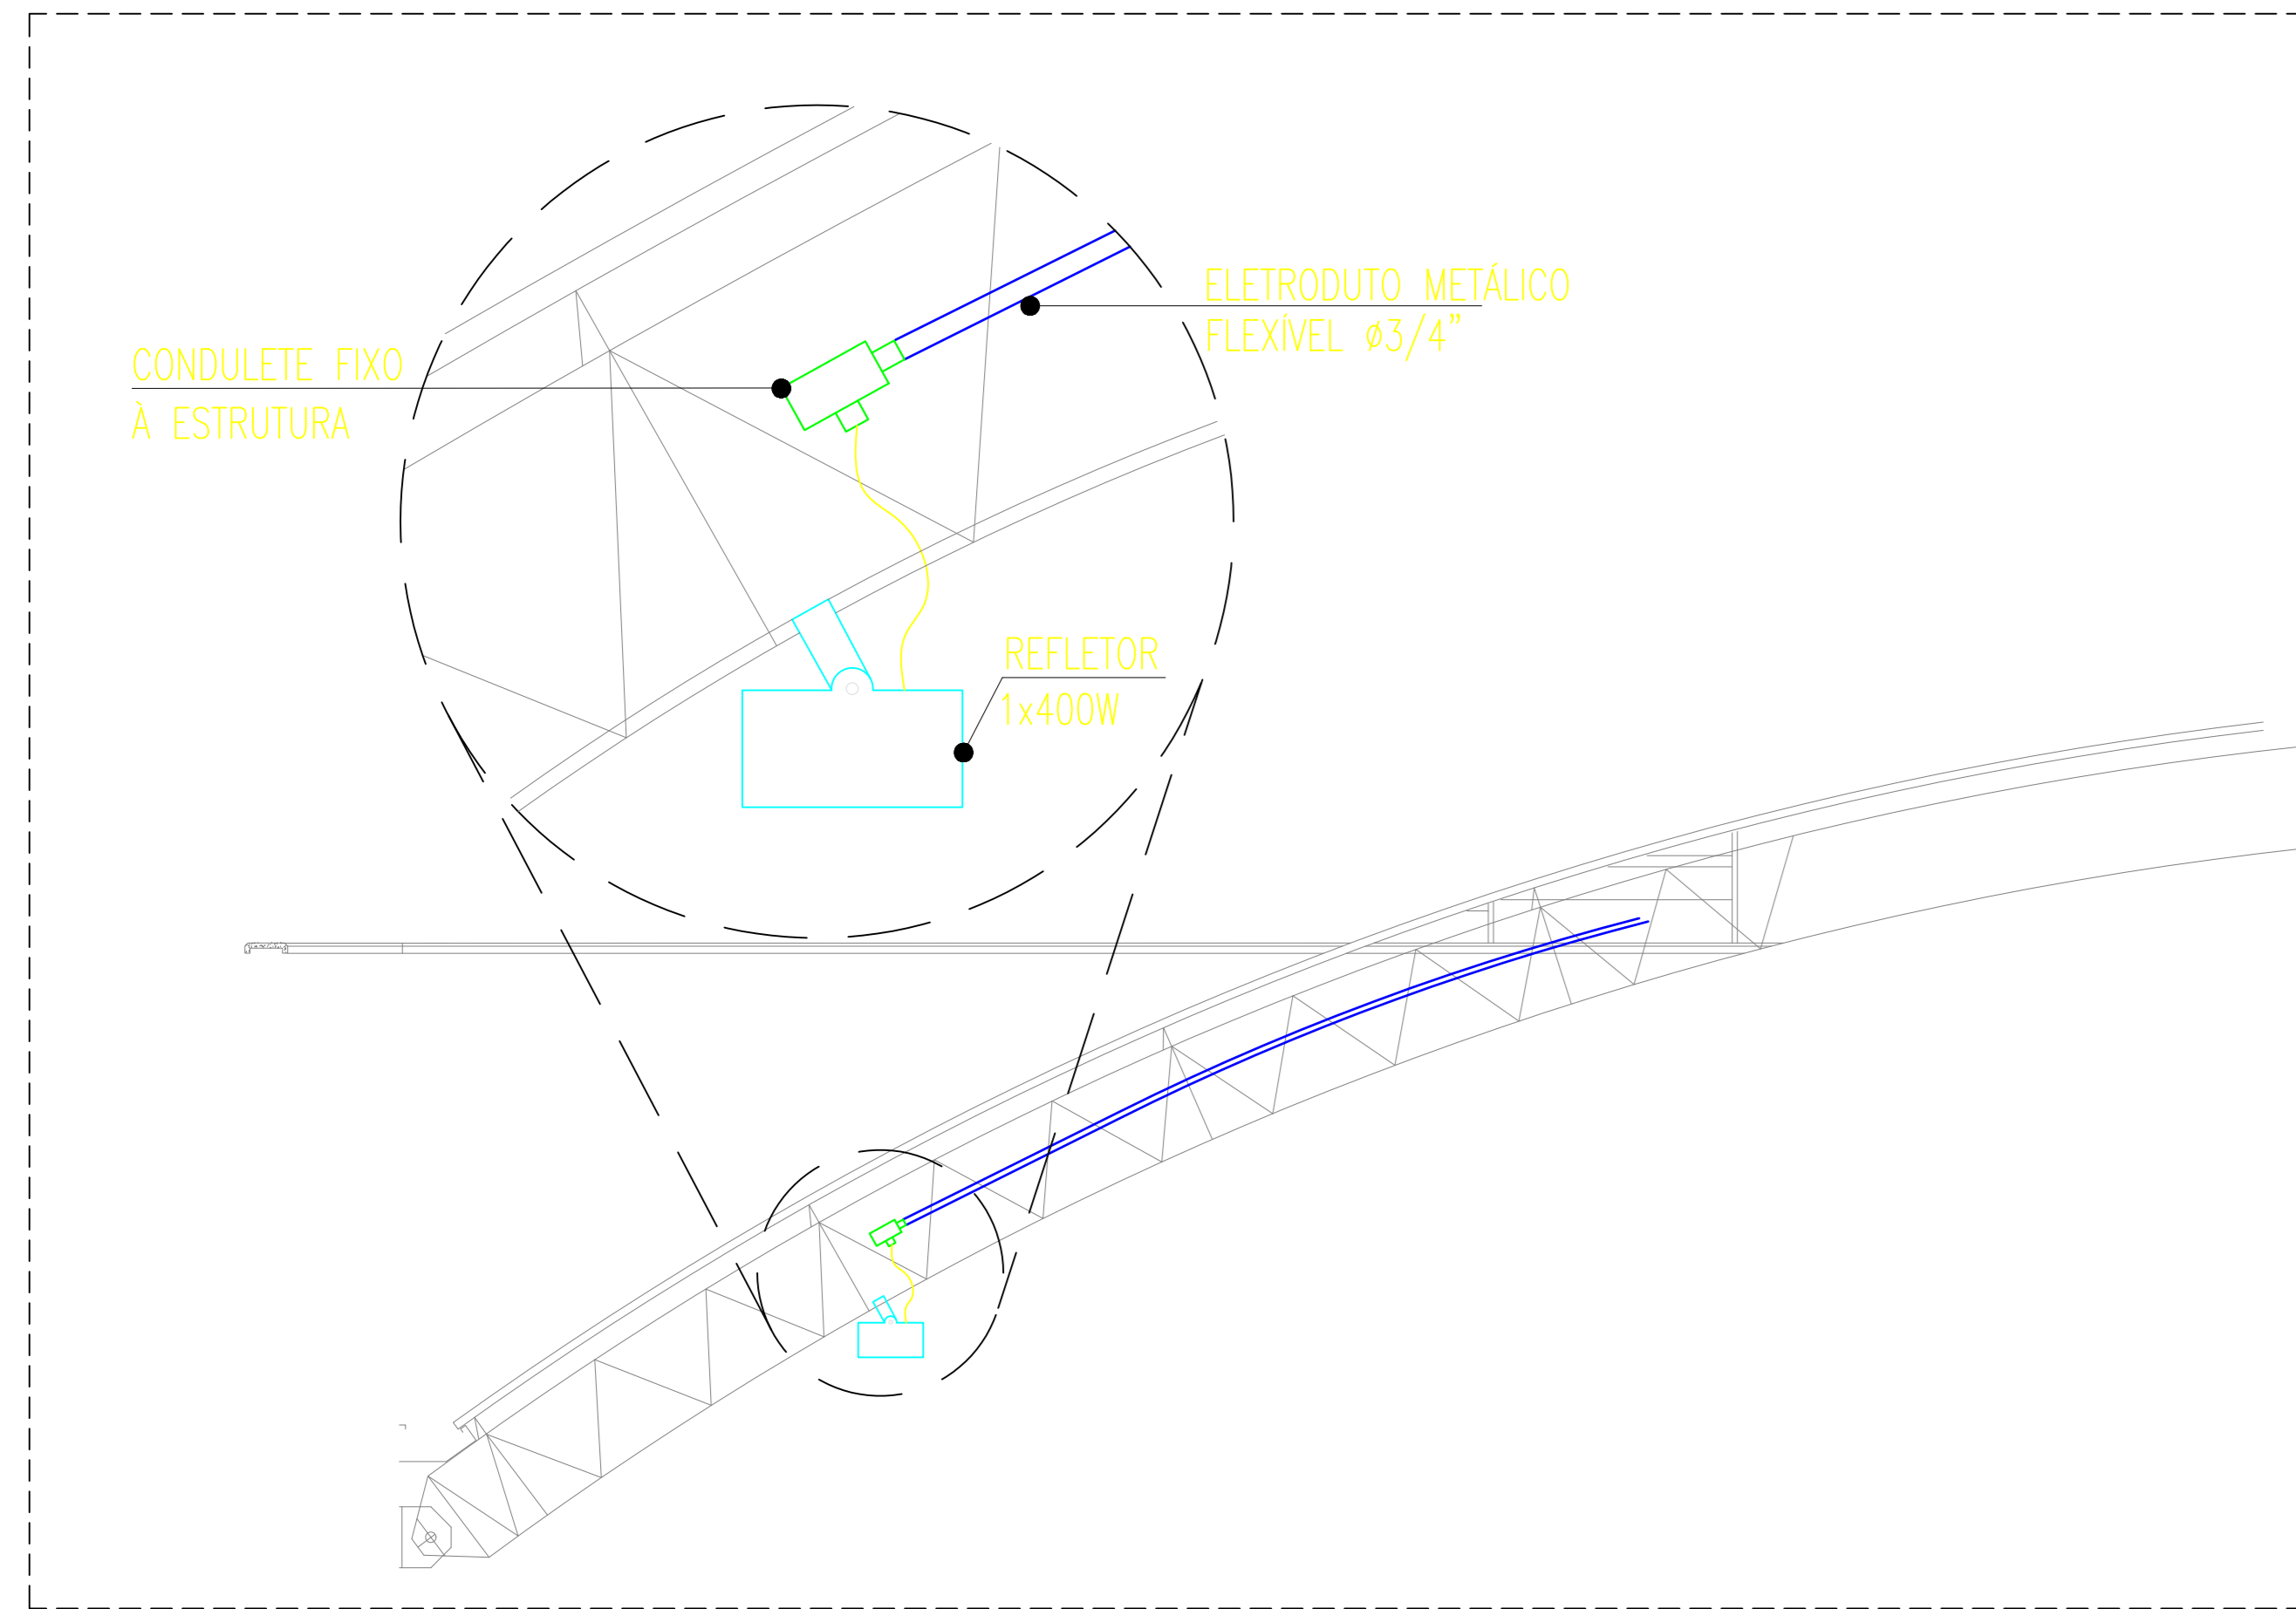 ELETRODUTO METÁLICO
FLEXÍVEL ø3/4"
CONDULETE FIXO
À ESTRUTURA
REFLETOR
1x400W